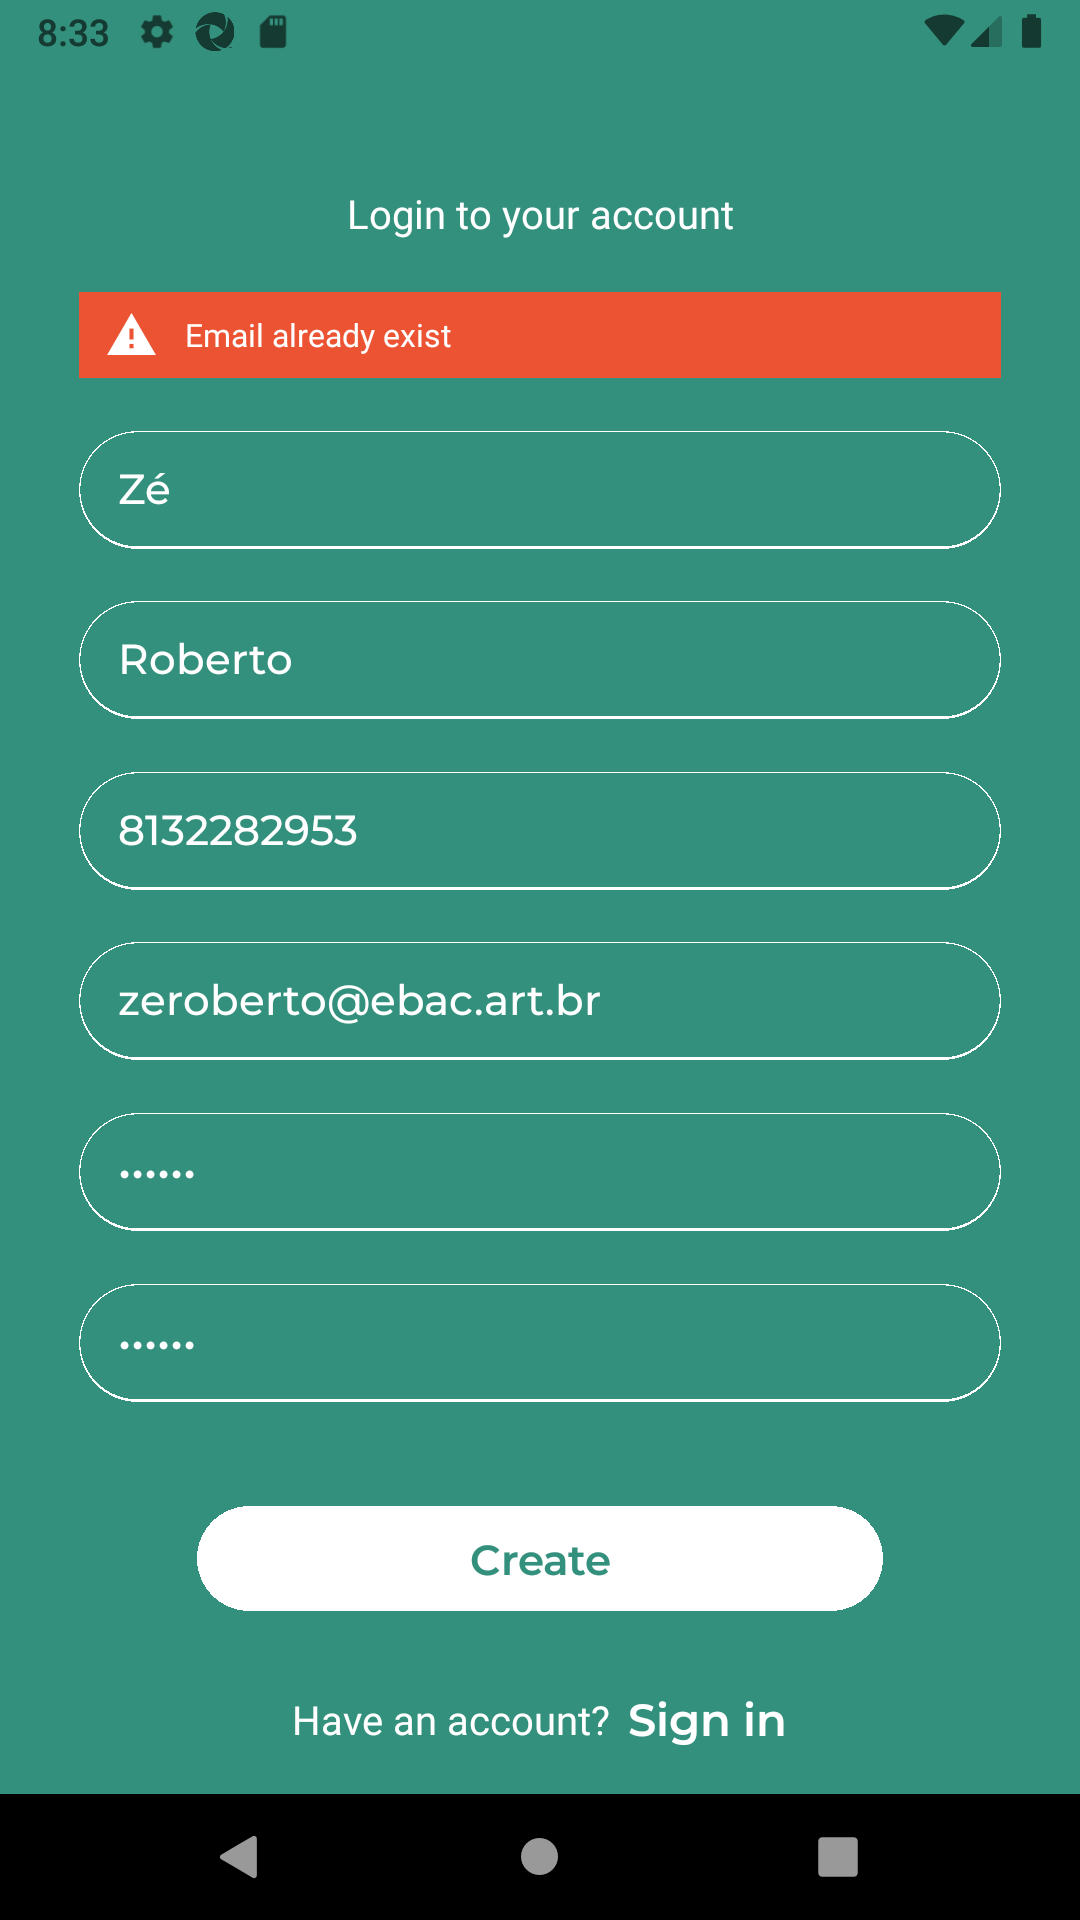 8:33
Login to your account
Email already exist
Zé
Roberto
8132282953
zeroberto@ebac.art.br
••••••
••••••
Create
Have an account? Sign in